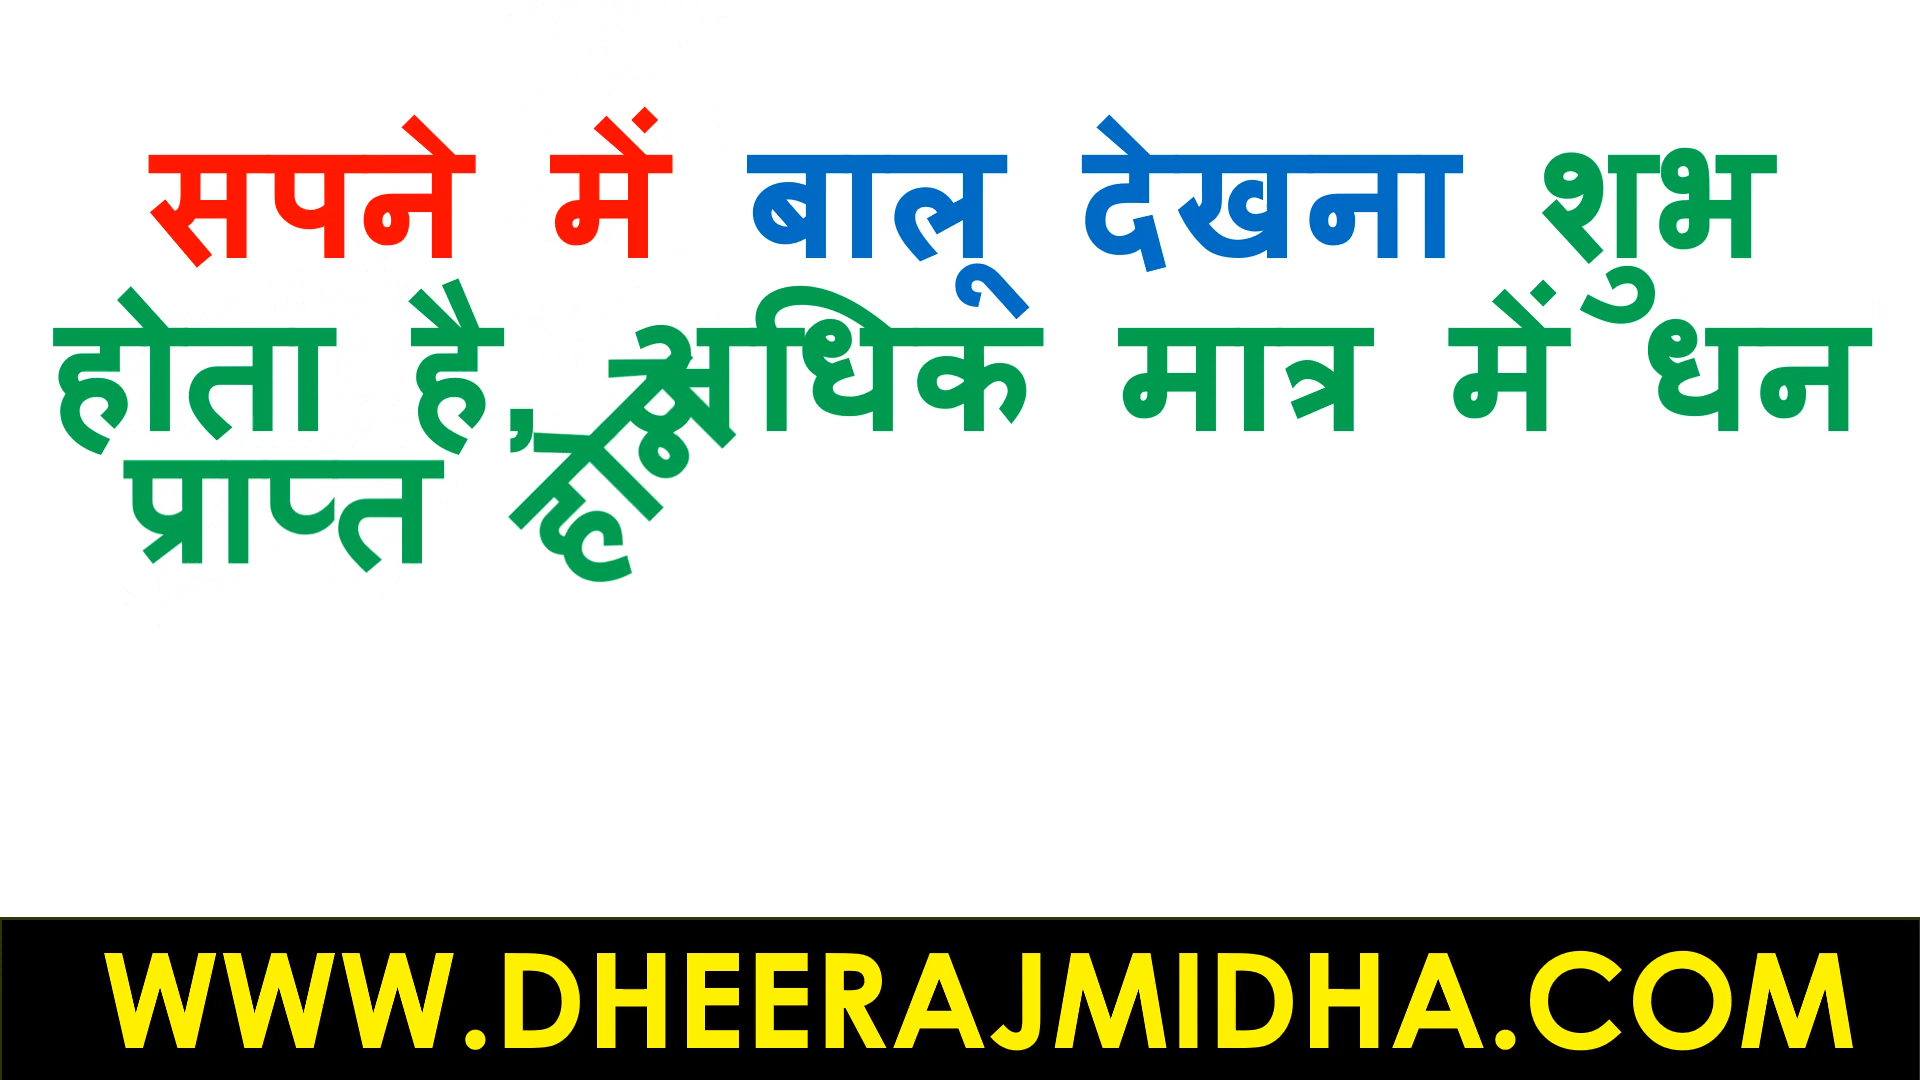 सपने में बालू देखना शुभ
होता है, अधिक मात्र में धन
प्राप्त होने
WWW.DHEERAJMIDHA.COM